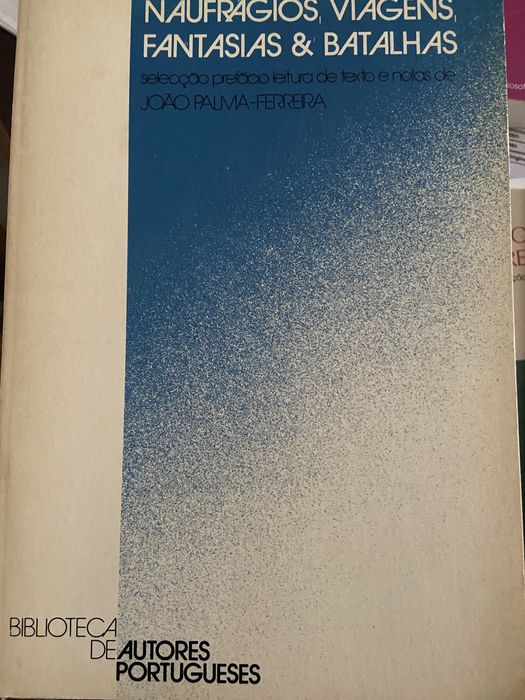 NAUFRÁGIOS, VIAGENS,
FANTASIAS & BATALHAS
selecção prefácio leitura de texto e notas de
JOÃO PALMA-FERREIRA
BIBLIOTECA
DE AUTORES
PORTUGUESES